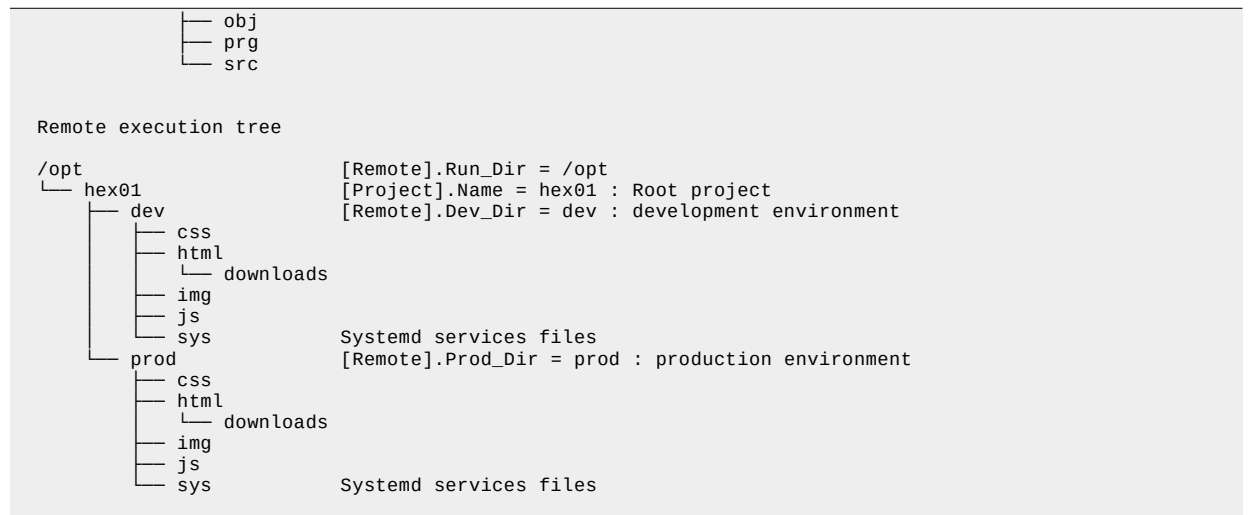 ├── obj
            ├── prg
            └── src
Remote execution tree
/opt                      [Remote].Run_Dir = /opt
└── hex01                 [Project].Name = hex01 : Root project
    ├── dev               [Remote].Dev_Dir = dev : development environment
    │   ├── css
    │   ├── html
    │   │   └── downloads
    │   ├── img
    │   ├── js
    │   └── sys           Systemd services files
    └── prod              [Remote].Prod_Dir = prod : production environment
        ├── css
        ├── html
        │   └── downloads
        ├── img
        ├── js
        └── sys           Systemd services files